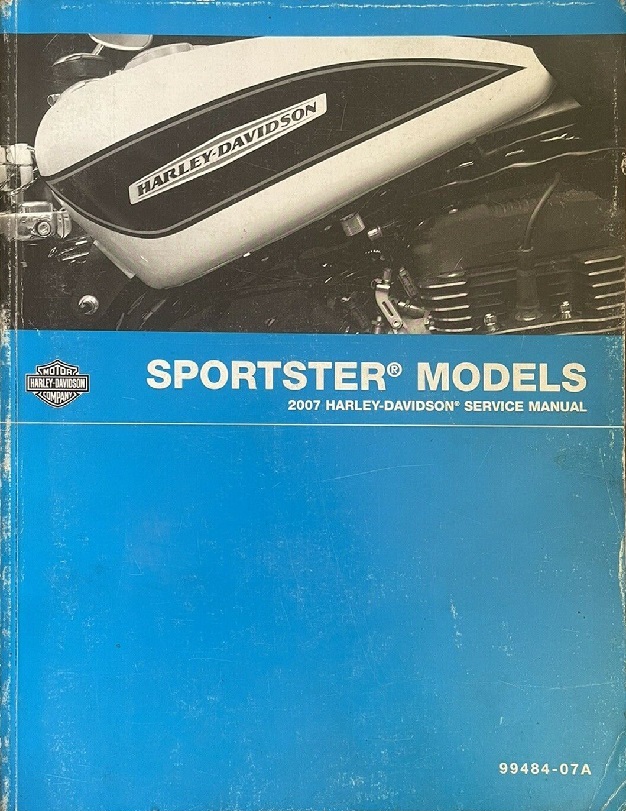 HARLEY-DAVIDSON
MOTOR
HARLEY-DAVIDSON
COMPANY
SPORTSTER® MODELS
2007 HARLEY-DAVIDSON® SERVICE MANUAL
99484-07A